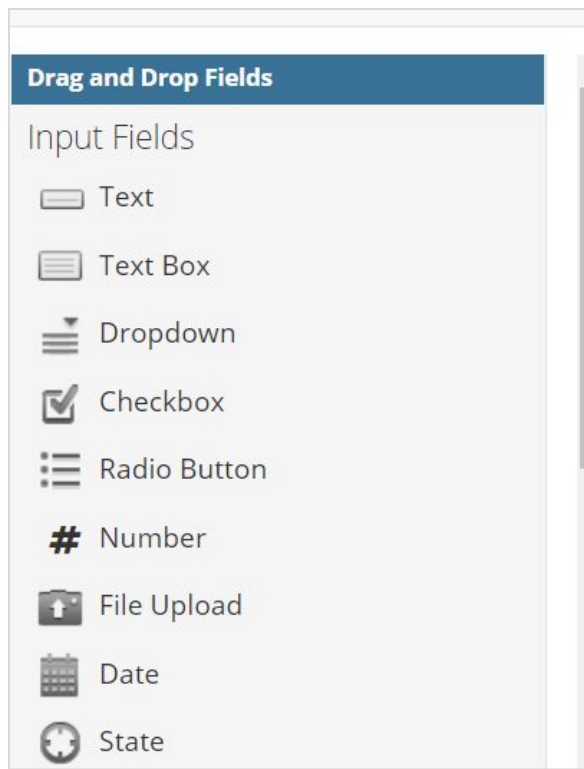 Drag and Drop Fields
Input Fields
Text
Text Box
Dropdown
Checkbox
Radio Button
# Number
File Upload
Date
State